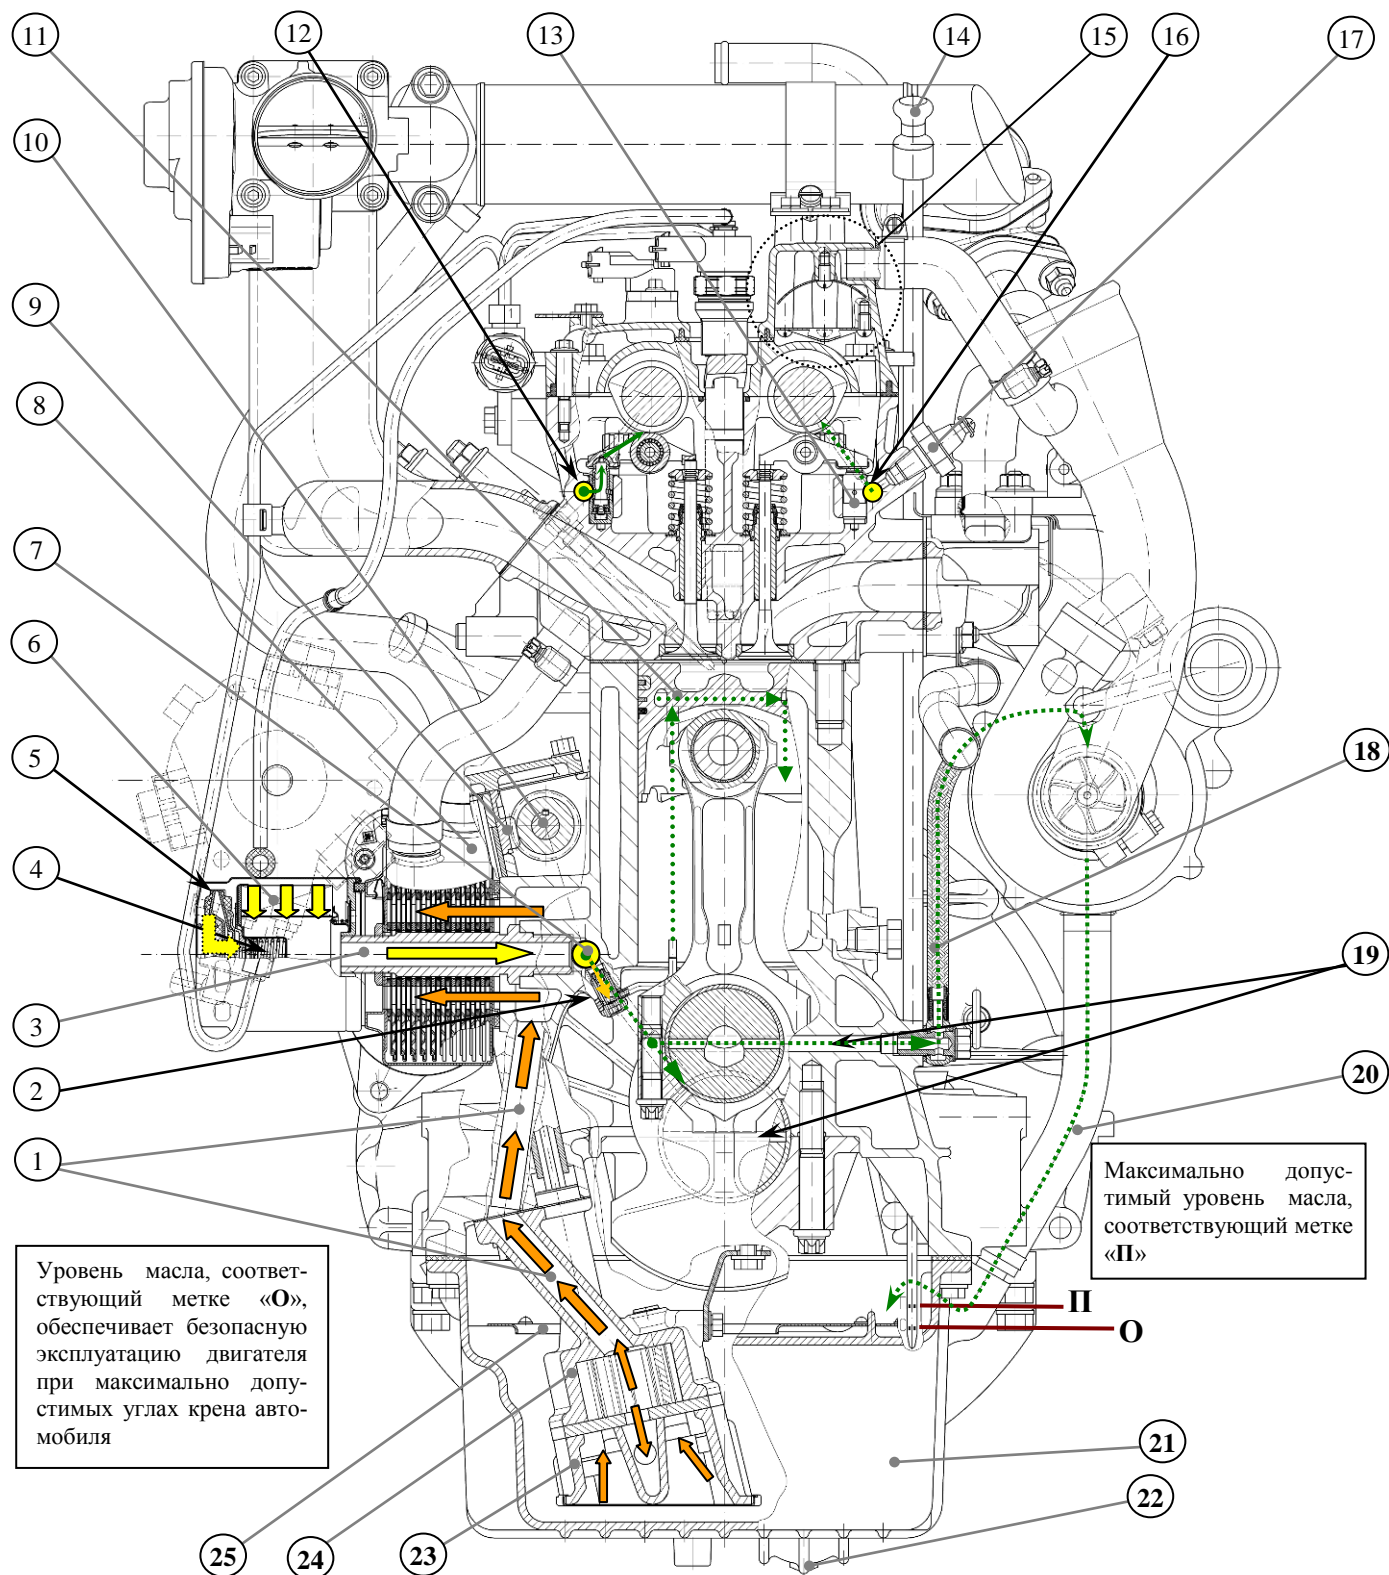 11
12
13
14
15
16
17
10
9
8
7
6
5
4
3
2
1
18
19
20
Максимально допус-
тимый уровень масла,
соответствующий метке
«П»
Уровень масла, соответ-
ствующий метке «О»,
обеспечивает безопасную
эксплуатацию двигателя
при максимально допу-
стимых углах крена авто-
мобиля
П
О
21
22
25
24
23